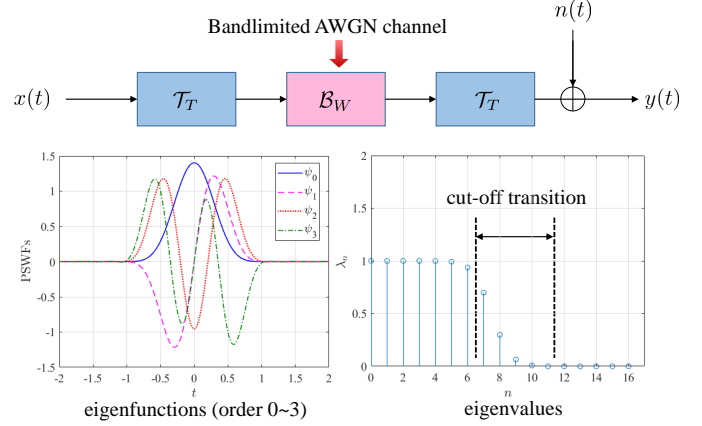 Bandlimited AWGN channel
n(t)
x(t)
𝒯_T
ℬ_W
𝒯_T
y(t)
1.5
1
0.5
0
-0.5
-1
-1.5
PSWFs
ψ_0
ψ_1
ψ_2
ψ_3
-2 -1.5 -1 -0.5 0 0.5 1 1.5 2
t
eigenfunctions (order 0~3)
2
1.5
1
0.5
0
λ_n
cut-off transition
0 2 4 6 8 10 12 14 16
n
eigenvalues